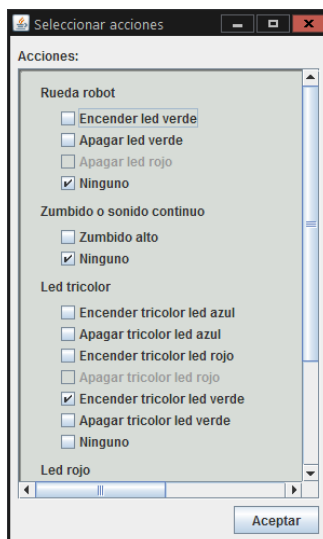 Seleccionar acciones
Acciones:
Rueda robot
Encender led verde
Apagar led verde
Apagar led rojo
Ninguno
Zumbido o sonido continuo
Zumbido alto
Ninguno
Led tricolor
Encender tricolor led azul
Apagar tricolor led azul
Encender tricolor led rojo
Apagar tricolor led rojo
Encender tricolor led verde
Apagar tricolor led verde
Ninguno
Led rojo
Aceptar